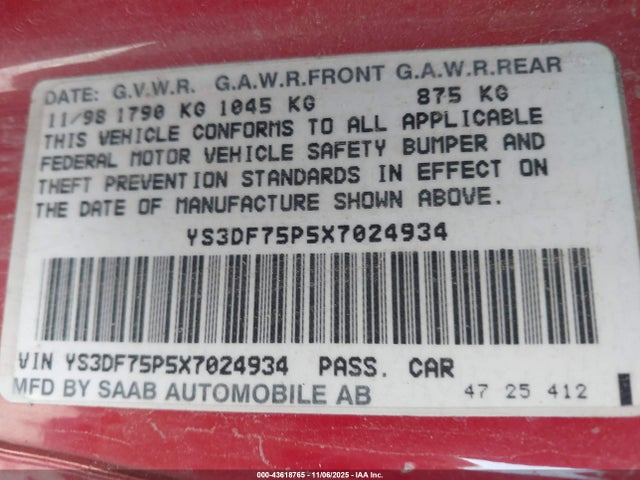 DATE: G.V.W.R. G.A.W.R.FRONT G.A.W.R.REAR
11/98 1790 KG 1045 KG 875 KG
THIS VEHICLE CONFORMS TO ALL APPLICABLE
FEDERAL MOTOR VEHICLE SAFETY BUMPER AND
THEFT PREVENTION STANDARDS IN EFFECT ON
THE DATE OF MANUFACTURE SHOWN ABOVE.
YS3DF75P5X7024934
VIN YS3DF75P5X7024934 PASS. CAR
MFD BY SAAB AUTOMOBILE AB 47 25 412
000-43618765 - 11/06/2025 - IAA Inc.